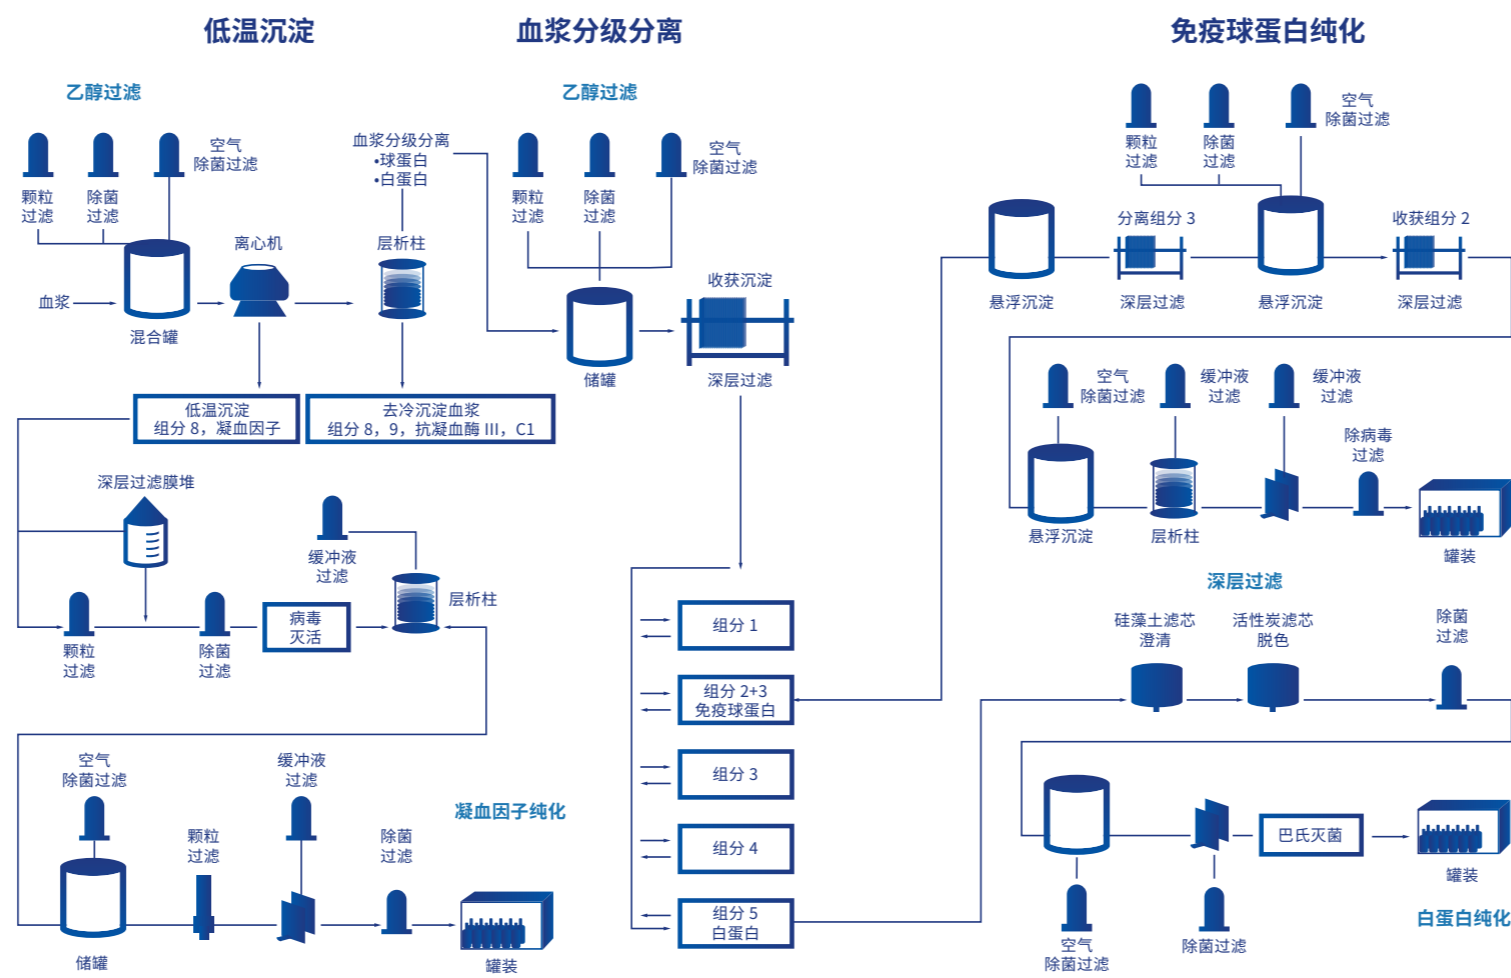 低温沉淀
血浆分级分离
免疫球蛋白纯化
乙醇过滤
颗粒
过滤
除菌
过滤
空气
除菌过滤
血浆
混合罐
离心机
血浆分级分离
•球蛋白
•白蛋白
层析柱
乙醇过滤
颗粒
过滤
除菌
过滤
空气
除菌过滤
储罐
收获沉淀
深层过滤
低温沉淀
组分 8，凝血因子
去冷沉淀血浆
组分 8，9，抗凝血酶 III，C1
深层过滤膜堆
颗粒
过滤
除菌
过滤
病毒
灭活
缓冲液
过滤
层析柱
空气
除菌过滤
储罐
颗粒
过滤
缓冲液
过滤
除菌
过滤
凝血因子纯化
罐装
组分 1
组分 2+3
免疫球蛋白
组分 3
组分 4
组分 5
白蛋白
颗粒
过滤
除菌
过滤
空气
除菌过滤
悬浮沉淀
分离组分 3
深层过滤
悬浮沉淀
收获组分 2
深层过滤
空气
除菌过滤
缓冲液
过滤
缓冲液
过滤
除病毒
过滤
悬浮沉淀
层析柱
罐装
深层过滤
硅藻土滤芯
澄清
活性炭滤芯
脱色
除菌
过滤
空气
除菌过滤
除菌过滤
巴氏灭菌
罐装
白蛋白纯化